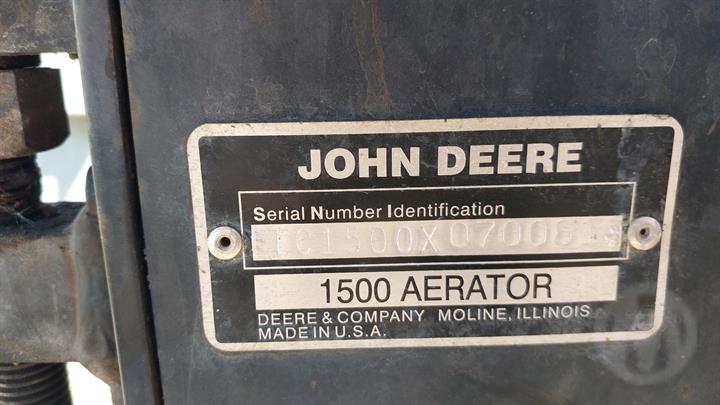 JOHN DEERE
Serial Number Identification
1500 AERATOR
DEERE & COMPANY MOLINE, ILLINOIS
MADE IN U.S.A.